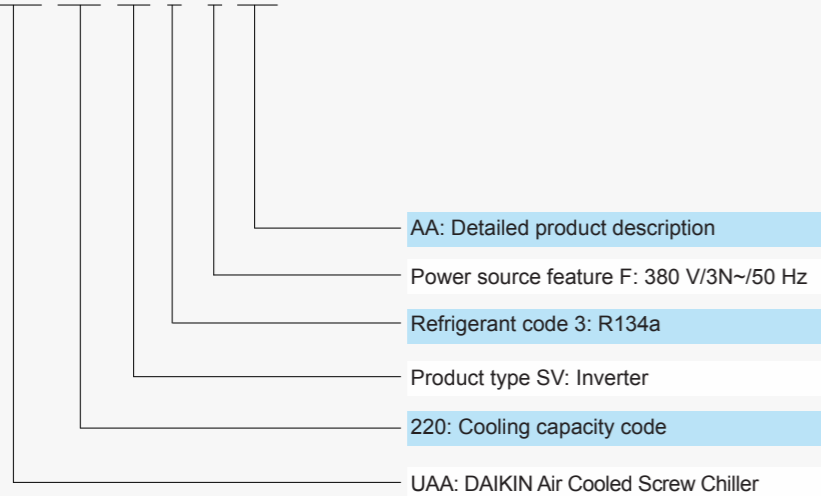 AA: Detailed product description
Power source feature F: 380 V/3N~/50 Hz
Refrigerant code 3: R134a
Product type SV: Inverter
220: Cooling capacity code
UAA: DAIKIN Air Cooled Screw Chiller